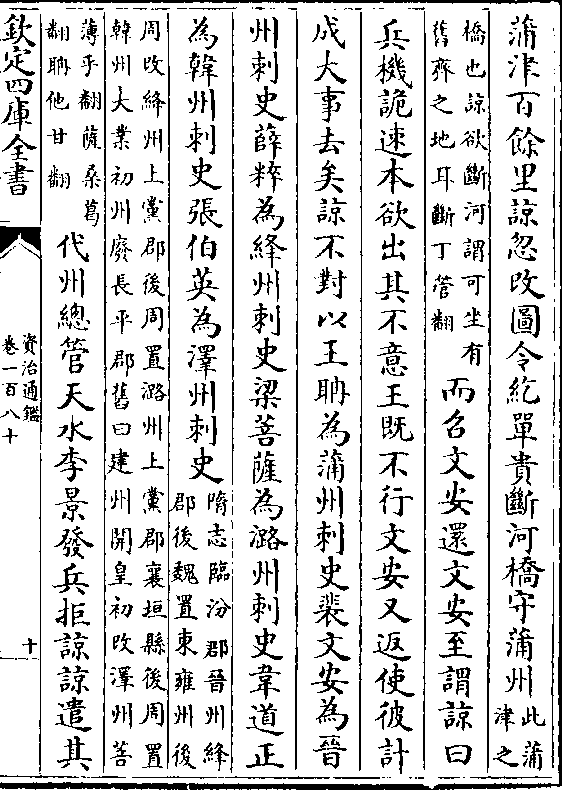 蒲津百餘里諒忽改圖令紇單貴斷河橋守蒲州此蒲津之
橋也諒欲斷河謂可坐有舊齊之地耳斷丁管翻而召文安還文安至謂諒曰
兵機詭速本欲出其不意王既不行文安又返使彼計
成大事去矣諒不對以王聃為蒲州刺史裴文安為晉
州刺史薛粹為絳州刺史梁菩薩為潞州刺史韋道正
為韓州刺史張伯英為澤州刺史隋志臨汾郡晉州絳郡後魏置東雍州後
周改絳州上黨郡後周置潞州上黨郡襄垣縣後周置韓州大業初州廢長平郡舊曰建州開皇初改澤州菩
薄乎翻薩桑葛翻聃他甘翻代州總管天水李景發兵拒諒諒遣其
欽定四庫全書
資治通鑑
卷一百八十
十